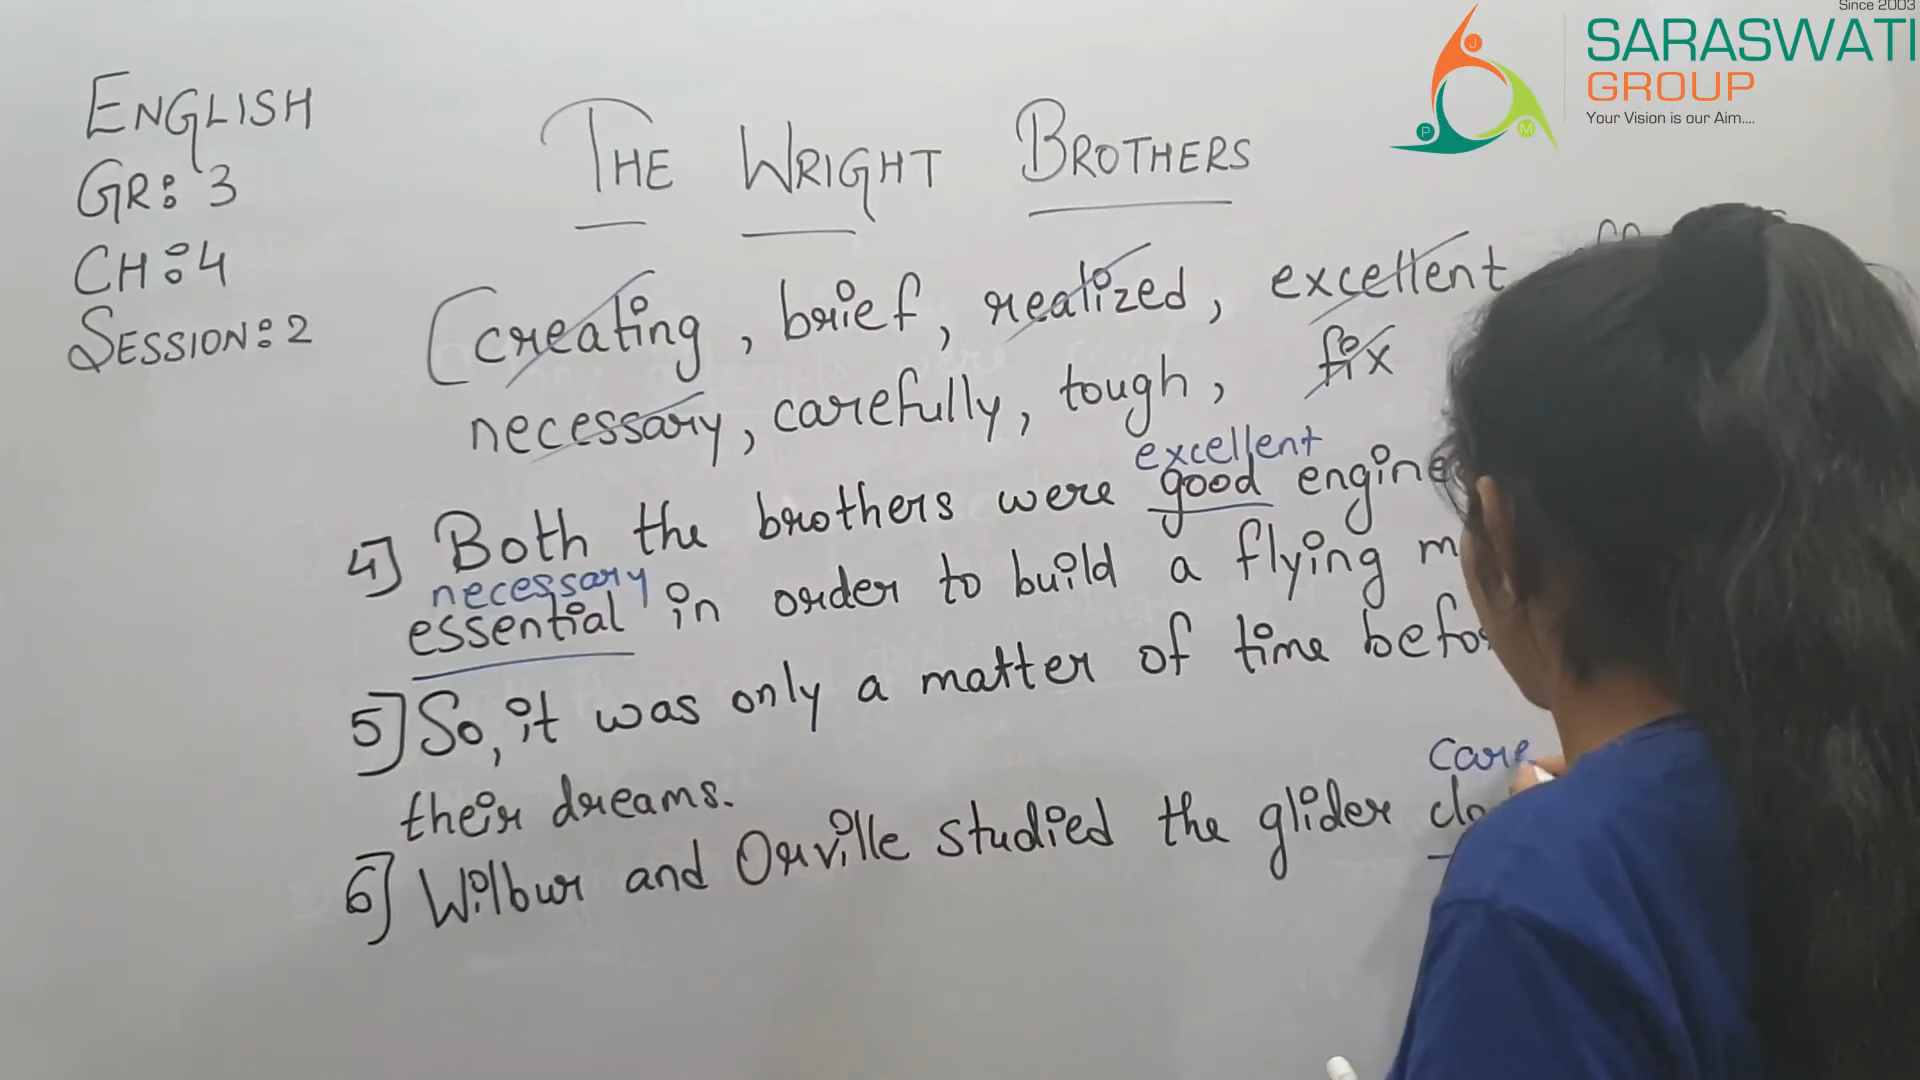 Since 2003
SARASWATI
GROUP
Your Vision is our Aim....
J
P
M
ENGLISH
GR: 3
CH:4
SESSION:2
THE WRIGHT BROTHERS
(creating, brief, realized, excellent
necessary, carefully, tough, fix
excellent
4] Both the brothers were good
necessary
essential in order to build a flying
5] So, it was only a matter of time
their dreams.
care
6] Wilbur and Orville studied the glider